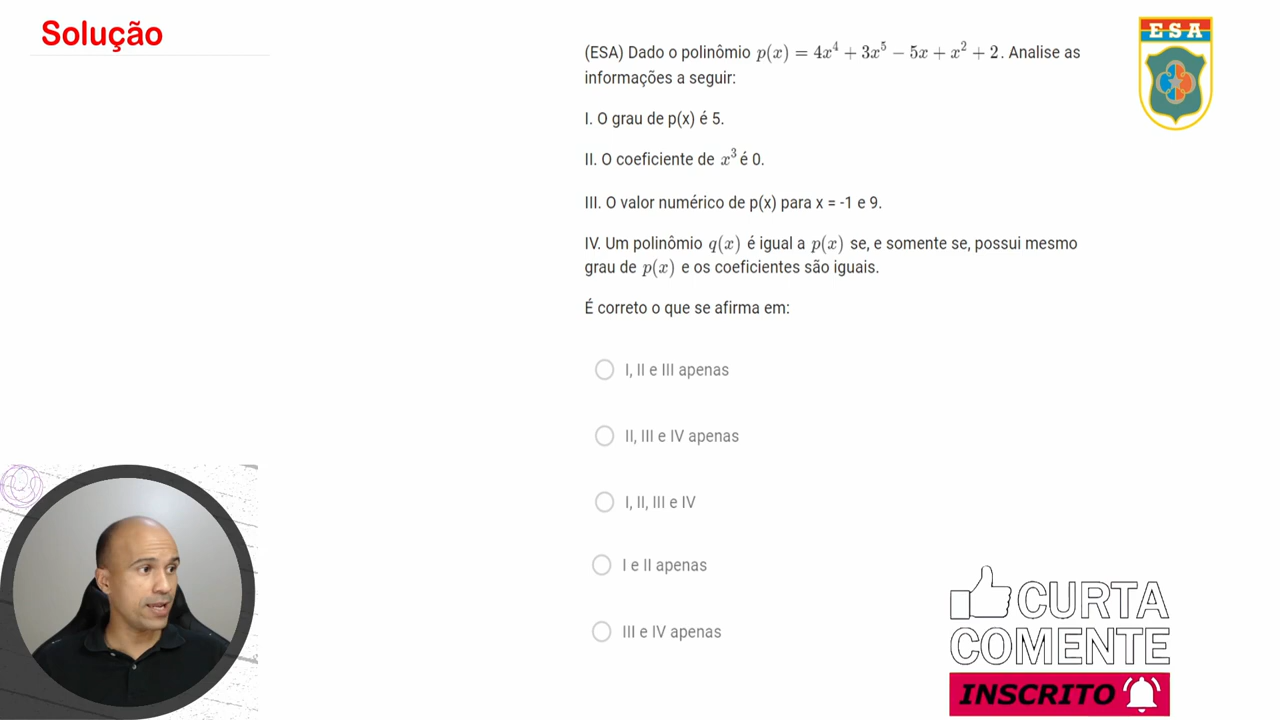 Solução
(ESA) Dado o polinômio p(x) = 4x⁴ + 3x⁵ − 5x + x² + 2. Analise as
informações a seguir:
I. O grau de p(x) é 5.
II. O coeficiente de x³ é 0.
III. O valor numérico de p(x) para x = -1 e 9.
IV. Um polinômio q(x) é igual a p(x) se, e somente se, possui mesmo
grau de p(x) e os coeficientes são iguais.
É correto o que se afirma em:
I, II e III apenas
II, III e IV apenas
I, II, III e IV
I e II apenas
III e IV apenas
ESA
CURTA
COMENTE
INSCRITO